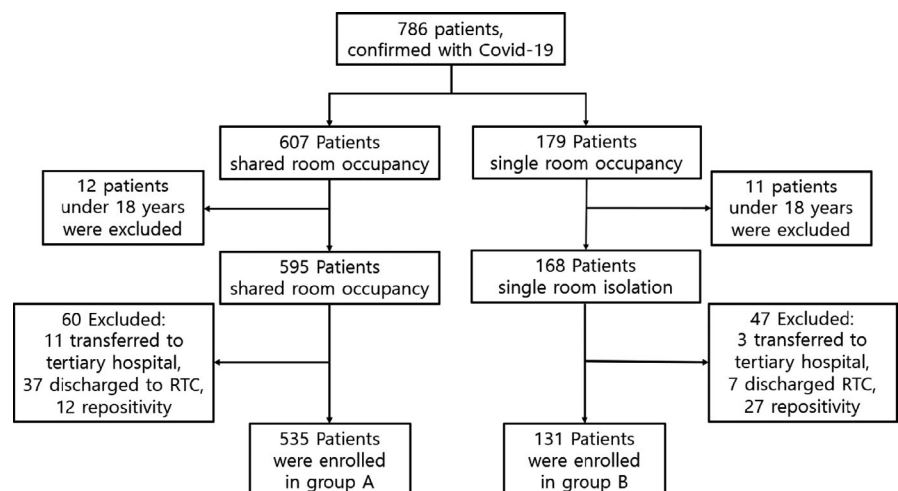 786 patients,
confirmed with Covid-19
607 Patients
shared room occupancy
179 Patients
single room occupancy
12 patients
under 18 years
were excluded
11 patients
under 18 years
were excluded
595 Patients
shared room occupancy
168 Patients
single room isolation
60 Excluded:
11 transferred to
tertiary hospital,
37 discharged to RTC,
12 repositivity
47 Excluded:
3 transferred to
tertiary hospital,
7 discharged RTC,
27 repositivity
535 Patients
were enrolled
in group A
131 Patients
were enrolled
in group B